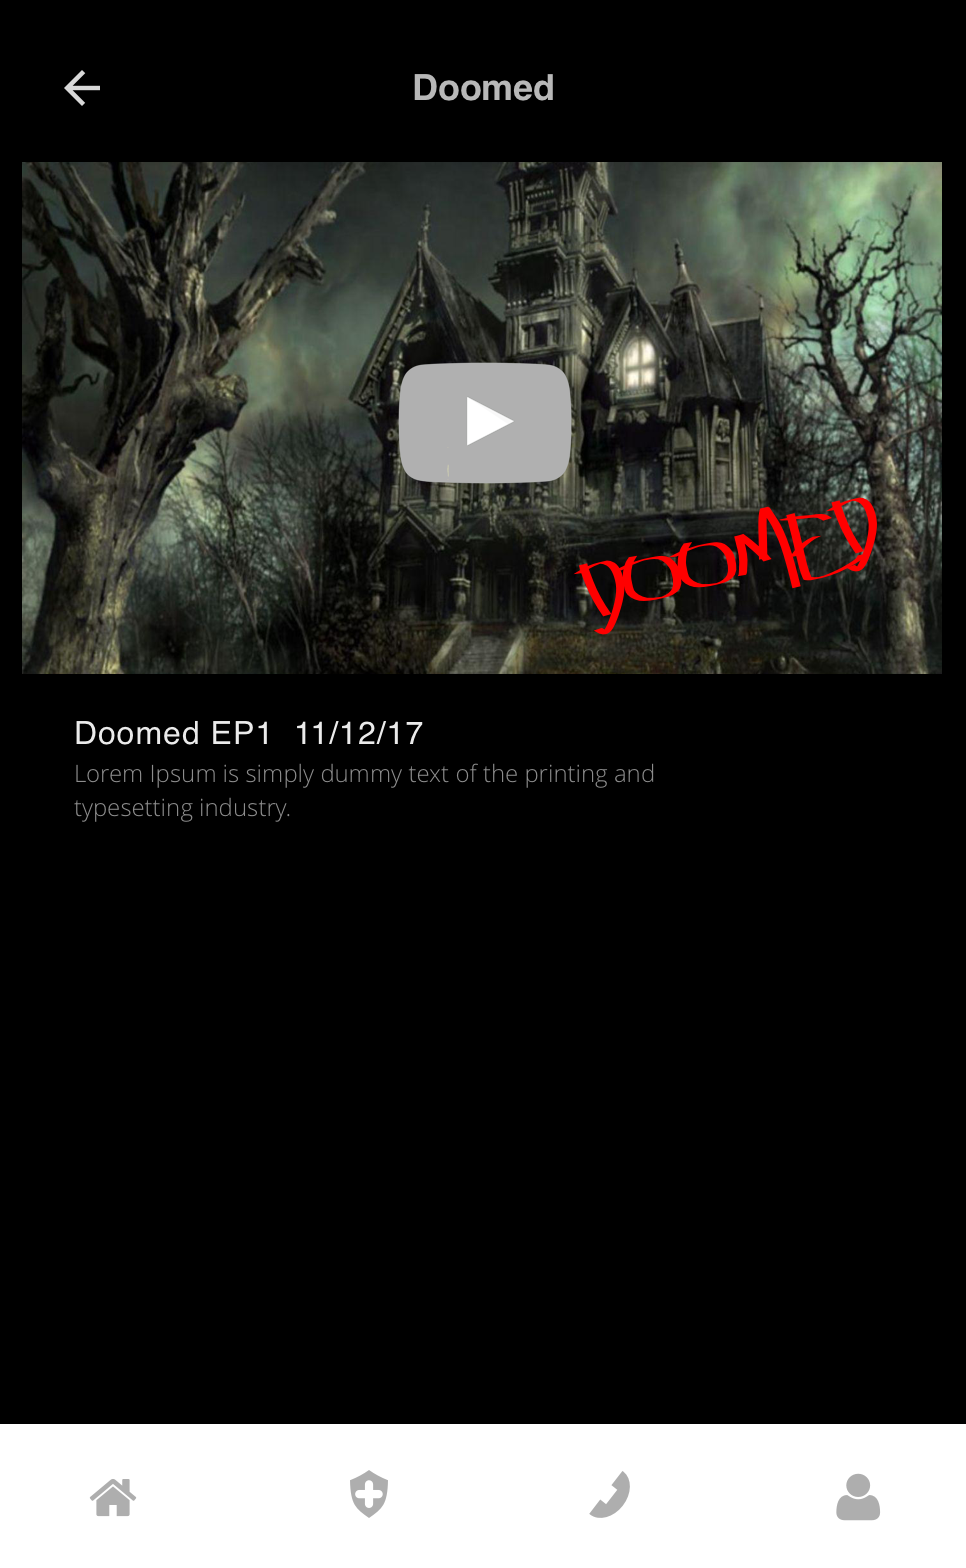 Doomed
DOOMED
Doomed EP1 11/12/17
Lorem Ipsum is simply dummy text of the printing and
typesetting industry.